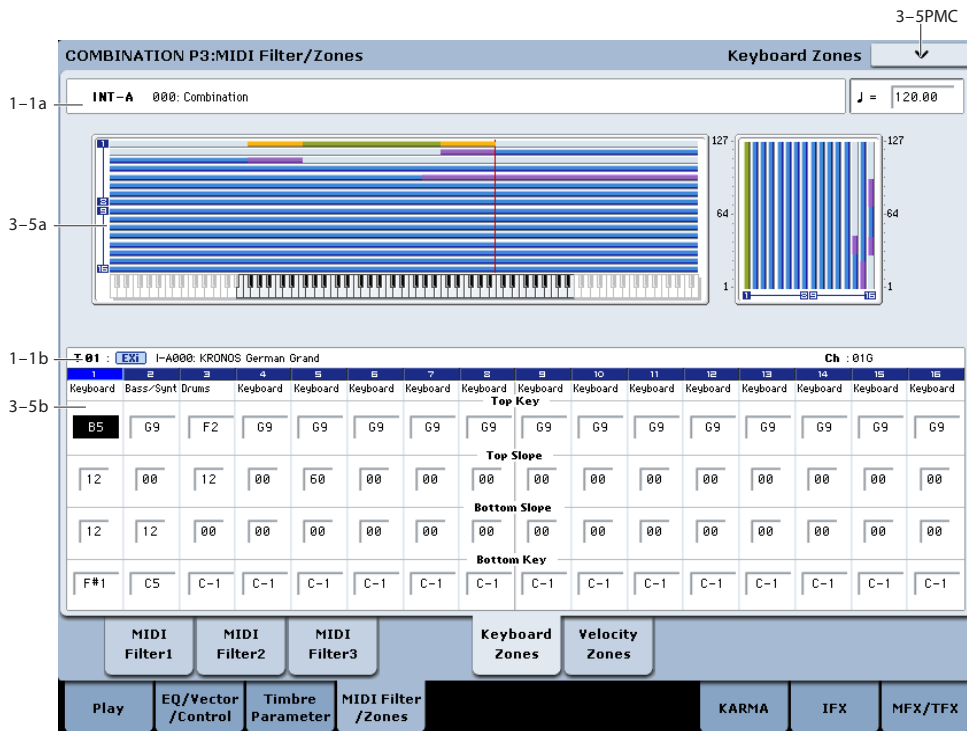 3–5PMC
COMBINATION P3:MIDI Filter/Zones Keyboard Zones
1–1a
INT-A 000: Combination ♩ = 120.00
3–5a
1
8
9
16
127
64
1
127
64
1
1 8 9 16
1–1b
T 01 : EXi I-A000: KRONOS German Grand Ch : 01G
1 2 3 4 5 6 7 8 9 10 11 12 13 14 15 16
Keyboard Bass/Synt Drums Keyboard Keyboard Keyboard Keyboard Keyboard Keyboard Keyboard Keyboard Keyboard Keyboard Keyboard Keyboard Keyboard
3–5b
Top Key
B5 G9 F2 G9 G9 G9 G9 G9 G9 G9 G9 G9 G9 G9 G9 G9
Top Slope
12 00 12 00 60 00 00 00 00 00 00 00 00 00 00 00
Bottom Slope
12 12 00 00 00 00 00 00 00 00 00 00 00 00 00 00
Bottom Key
F#1 C5 C-1 C-1 C-1 C-1 C-1 C-1 C-1 C-1 C-1 C-1 C-1 C-1 C-1 C-1
MIDI Filter1
MIDI Filter2
MIDI Filter3
Keyboard Zones
Velocity Zones
Play
EQ/Vector /Control
Timbre Parameter
MIDI Filter /Zones
KARMA
IFX
MFX/TFX